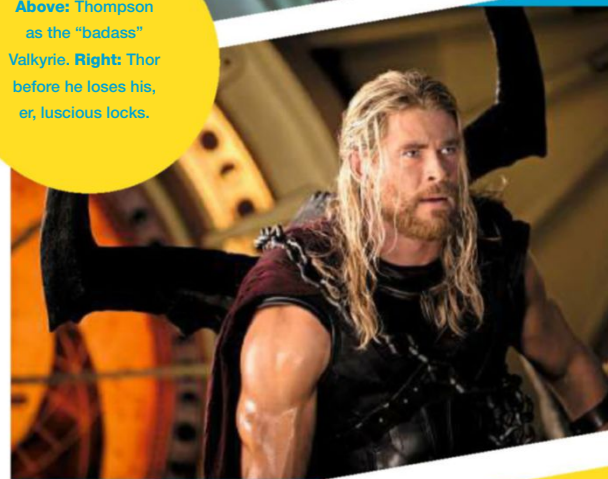 Above: Thompson
as the “badass”
Valkyrie. Right: Thor
before he loses his,
er, luscious locks.